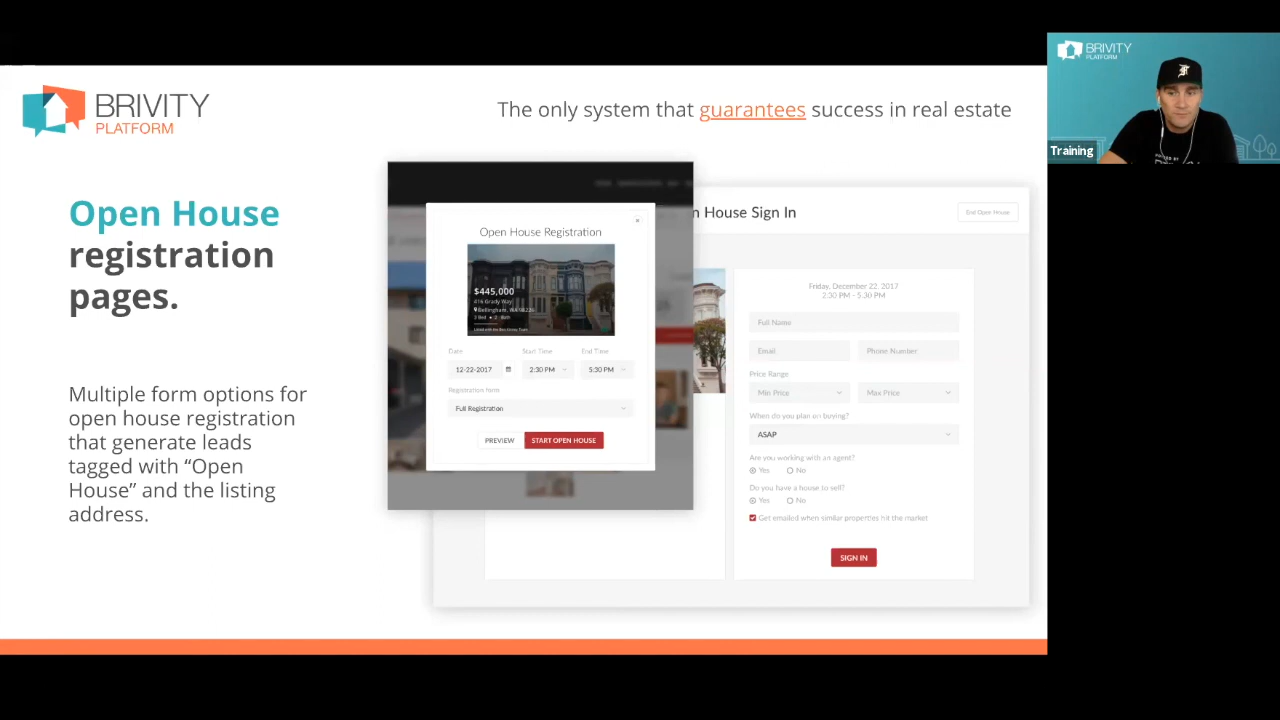 BRIVITY
PLATFORM
The only system that guarantees success in real estate
Open House
registration
pages.
Multiple form options for
open house registration
that generate leads
tagged with “Open
House” and the listing
address.
Open House Registration
$445,000
416 Grady Way
Bellingham, WA 98225
Date
Start Time
End Time
12-22-2017
2:30 PM
5:30 PM
Registration form
Full Registration
PREVIEW
START OPEN HOUSE
n House Sign In
End Open House
Friday, December 22, 2017
2:30 PM - 5:30 PM
Full Name
Email
Phone Number
Price Range
Min Price
Max Price
When do you plan on buying?
ASAP
Are you working with an agent?
Yes
No
Do you have a house to sell?
Yes
No
Get emailed when similar properties hit the market
SIGN IN
BRIVITY
PLATFORM
Training